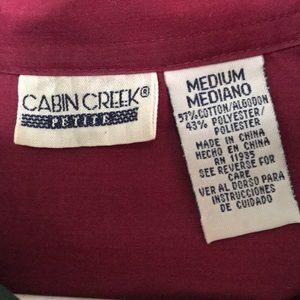 CABIN CREEK®
PETITE
MEDIUM
MEDIANO
57% COTTON/ALGODON
43% POLYESTER/
POLIESTER
MADE IN CHINA
HECHO EN CHINA
RN 11935
SEE REVERSE FOR
CARE
VER AL DORSO PARA
INSTRUCCIONES
DE CUIDADO